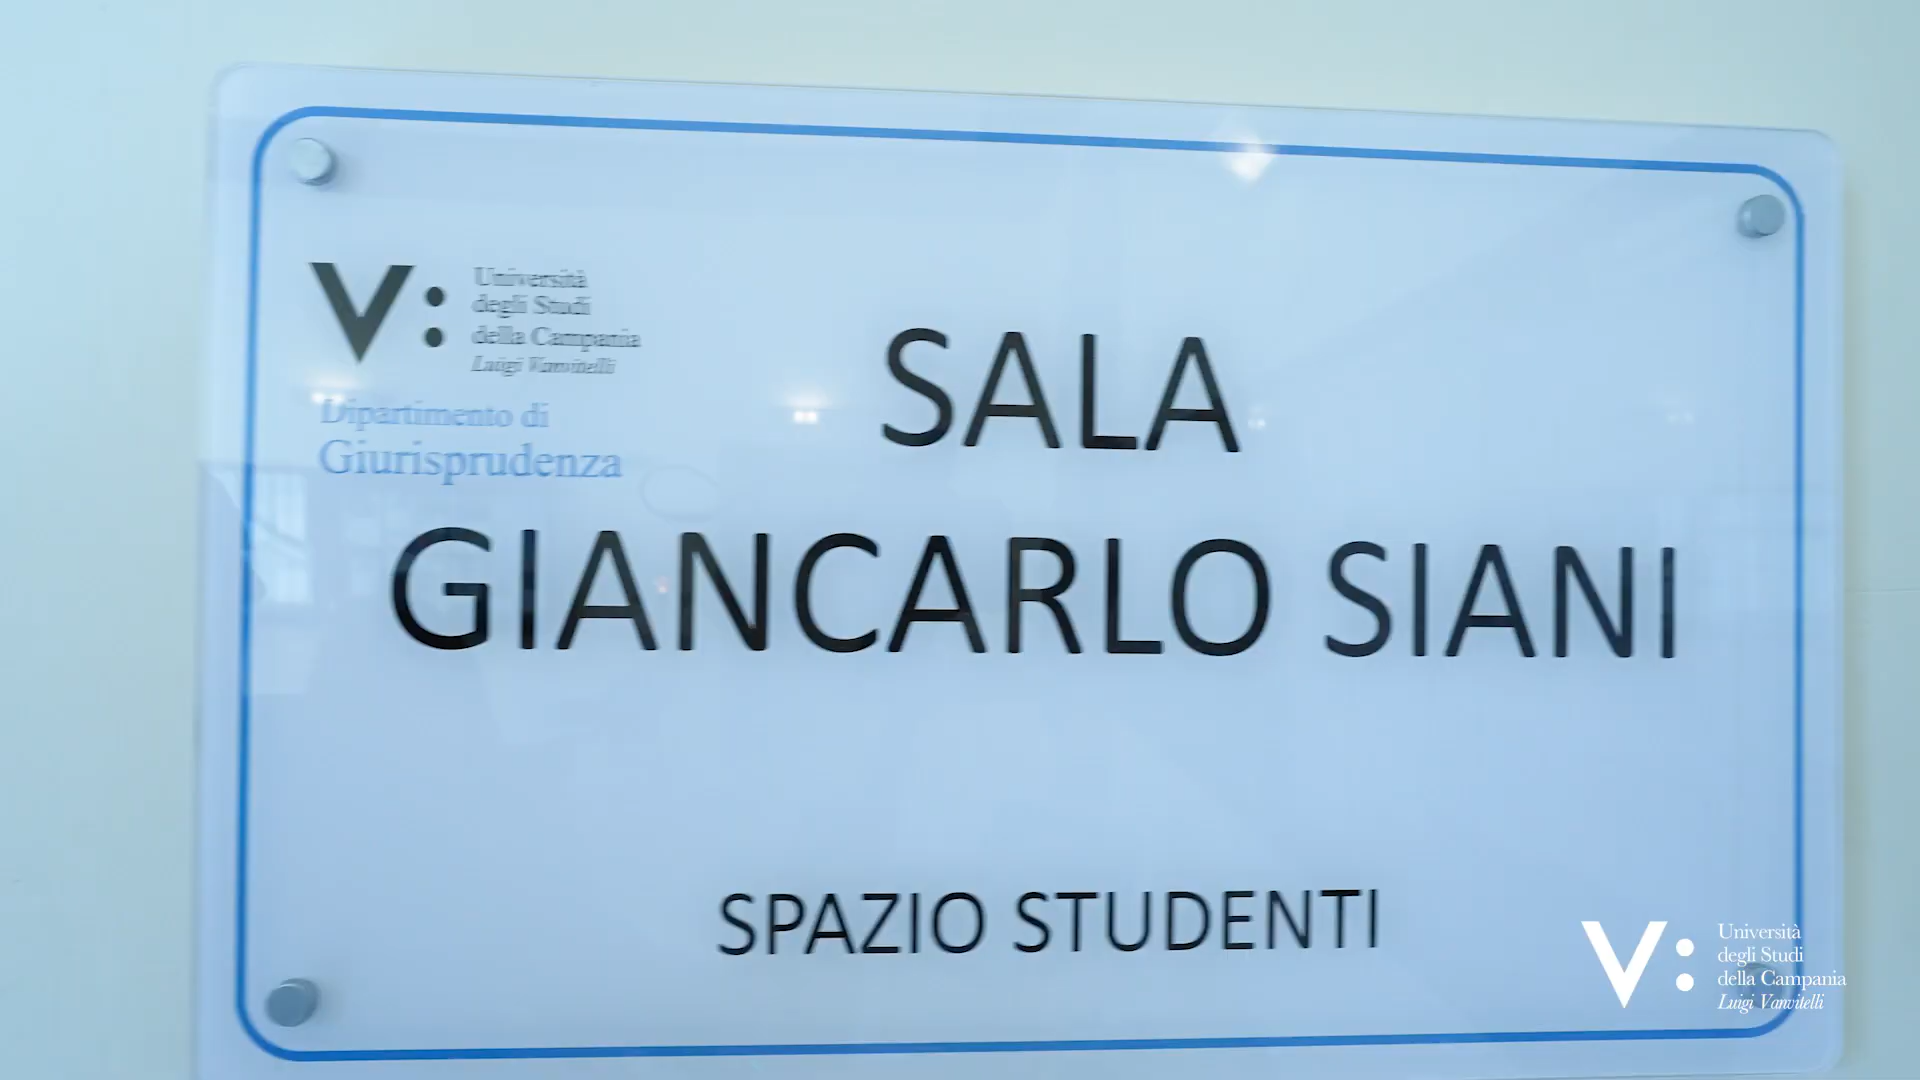 V:
Università
degli Studi
della Campania
Luigi Vanvitelli
Dipartimento di
Giurisprudenza
SALA
GIANCARLO SIANI
SPAZIO STUDENTI
V:
Università
degli Studi
della Campania
Luigi Vanvitelli